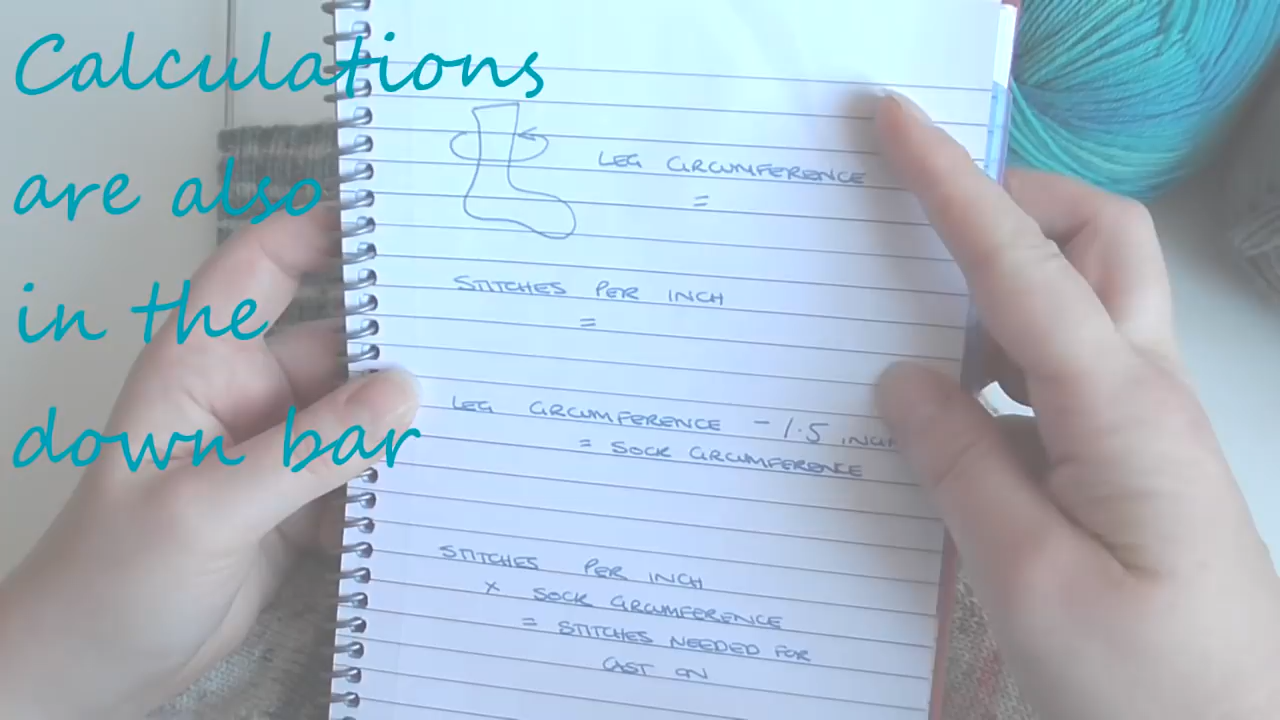 Calculations
are also
in the
down bar
LEG CIRCUMFERENCE
=
STITCHES PER INCH
=
LEG CIRCUMFERENCE - 1.5 INCH
= SOCK CIRCUMFERENCE
STITCHES PER INCH
x SOCK CIRCUMFERENCE
= STITCHES NEEDED FOR
CAST ON